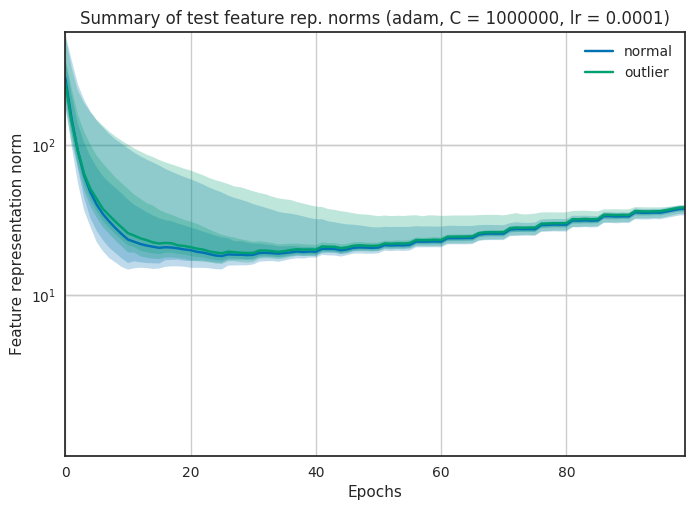 Summary of test feature rep. norms (adam, C = 1000000, lr = 0.0001)
normal
outlier
10²
10¹
Feature representation norm
0 20 40 60 80
Epochs